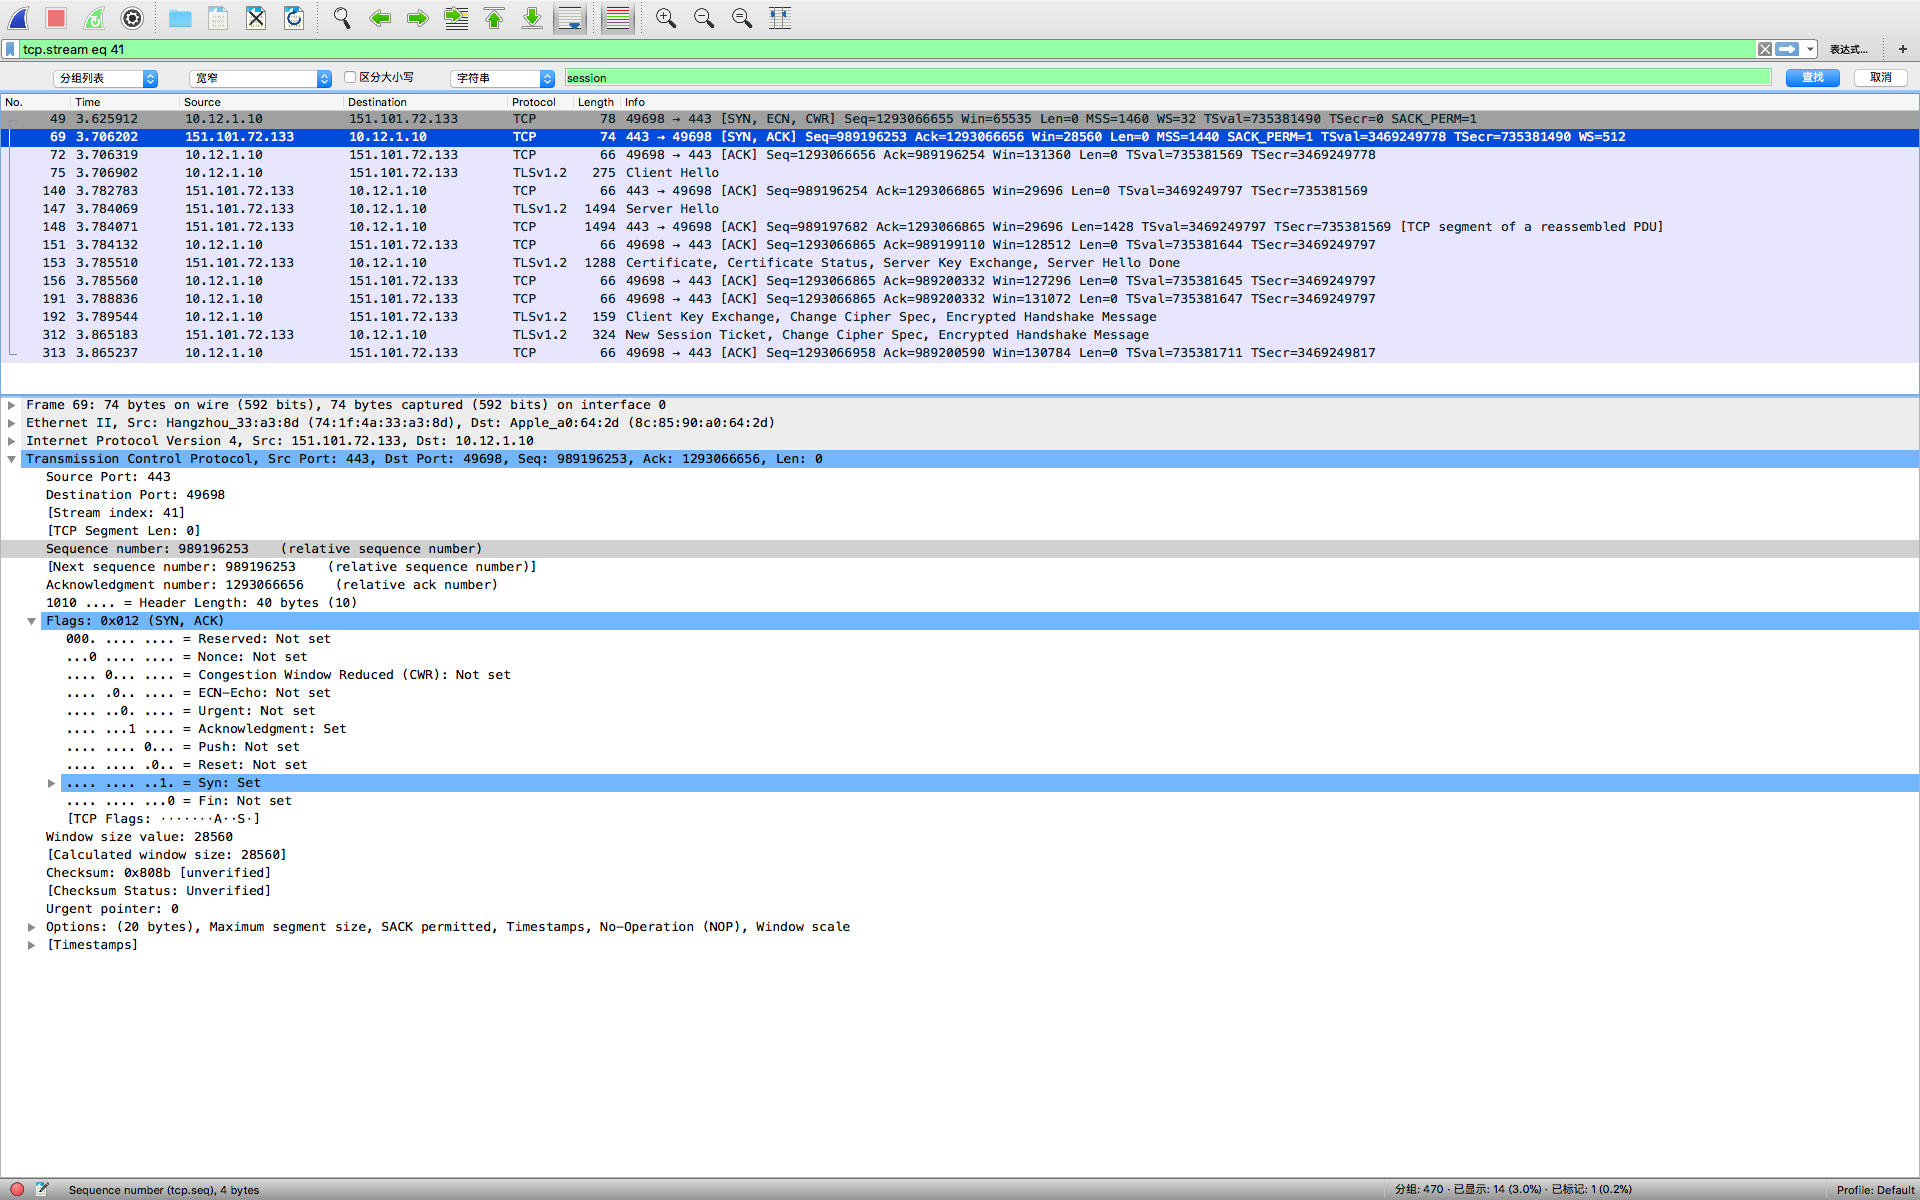 tcp.stream eq 41
表达式…
+
分组列表
宽窄
区分大小写
字符串
session
查找
取消
No. Time Source Destination Protocol Length Info
49 3.625912 10.12.1.10 151.101.72.133 TCP 78 49698 → 443 [SYN, ECN, CWR] Seq=1293066655 Win=65535 Len=0 MSS=1460 WS=32 TSval=735381490 TSecr=0 SACK_PERM=1
69 3.706202 151.101.72.133 10.12.1.10 TCP 74 443 → 49698 [SYN, ACK] Seq=989196253 Ack=1293066656 Win=28560 Len=0 MSS=1440 SACK_PERM=1 TSval=3469249778 TSecr=735381490 WS=512
72 3.706319 10.12.1.10 151.101.72.133 TCP 66 49698 → 443 [ACK] Seq=1293066656 Ack=989196254 Win=131360 Len=0 TSval=735381569 TSecr=3469249778
75 3.706902 10.12.1.10 151.101.72.133 TLSv1.2 275 Client Hello
140 3.782783 151.101.72.133 10.12.1.10 TCP 66 443 → 49698 [ACK] Seq=989196254 Ack=1293066865 Win=29696 Len=0 TSval=3469249797 TSecr=735381569
147 3.784069 151.101.72.133 10.12.1.10 TLSv1.2 1494 Server Hello
148 3.784071 151.101.72.133 10.12.1.10 TCP 1494 443 → 49698 [ACK] Seq=989197682 Ack=1293066865 Win=29696 Len=1428 TSval=3469249797 TSecr=735381569 [TCP segment of a reassembled PDU]
151 3.784132 10.12.1.10 151.101.72.133 TCP 66 49698 → 443 [ACK] Seq=1293066865 Ack=989199110 Win=128512 Len=0 TSval=735381644 TSecr=3469249797
153 3.785510 151.101.72.133 10.12.1.10 TLSv1.2 1288 Certificate, Certificate Status, Server Key Exchange, Server Hello Done
156 3.785560 10.12.1.10 151.101.72.133 TCP 66 49698 → 443 [ACK] Seq=1293066865 Ack=989200332 Win=127296 Len=0 TSval=735381645 TSecr=3469249797
191 3.788836 10.12.1.10 151.101.72.133 TCP 66 49698 → 443 [ACK] Seq=1293066865 Ack=989200332 Win=131072 Len=0 TSval=735381647 TSecr=3469249797
192 3.789544 10.12.1.10 151.101.72.133 TLSv1.2 159 Client Key Exchange, Change Cipher Spec, Encrypted Handshake Message
312 3.865183 151.101.72.133 10.12.1.10 TLSv1.2 324 New Session Ticket, Change Cipher Spec, Encrypted Handshake Message
313 3.865237 10.12.1.10 151.101.72.133 TCP 66 49698 → 443 [ACK] Seq=1293066958 Ack=989200590 Win=130784 Len=0 TSval=735381711 TSecr=3469249817
Frame 69: 74 bytes on wire (592 bits), 74 bytes captured (592 bits) on interface 0
Ethernet II, Src: Hangzhou_33:a3:8d (74:1f:4a:33:a3:8d), Dst: Apple_a0:64:2d (8c:85:90:a0:64:2d)
Internet Protocol Version 4, Src: 151.101.72.133, Dst: 10.12.1.10
Transmission Control Protocol, Src Port: 443, Dst Port: 49698, Seq: 989196253, Ack: 1293066656, Len: 0
Source Port: 443
Destination Port: 49698
[Stream index: 41]
[TCP Segment Len: 0]
Sequence number: 989196253    (relative sequence number)
[Next sequence number: 989196253    (relative sequence number)]
Acknowledgment number: 1293066656    (relative ack number)
1010 .... = Header Length: 40 bytes (10)
Flags: 0x012 (SYN, ACK)
000. .... .... = Reserved: Not set
...0 .... .... = Nonce: Not set
.... 0... .... = Congestion Window Reduced (CWR): Not set
.... .0.. .... = ECN-Echo: Not set
.... ..0. .... = Urgent: Not set
.... ...1 .... = Acknowledgment: Set
.... .... 0... = Push: Not set
.... .... .0.. = Reset: Not set
.... .... ..1. = Syn: Set
.... .... ...0 = Fin: Not set
[TCP Flags: ·······A··S·]
Window size value: 28560
[Calculated window size: 28560]
Checksum: 0x808b [unverified]
[Checksum Status: Unverified]
Urgent pointer: 0
Options: (20 bytes), Maximum segment size, SACK permitted, Timestamps, No-Operation (NOP), Window scale
[Timestamps]
Sequence number (tcp.seq), 4 bytes
分组: 470 · 已显示: 14 (3.0%) · 已标记: 1 (0.2%)
Profile: Default